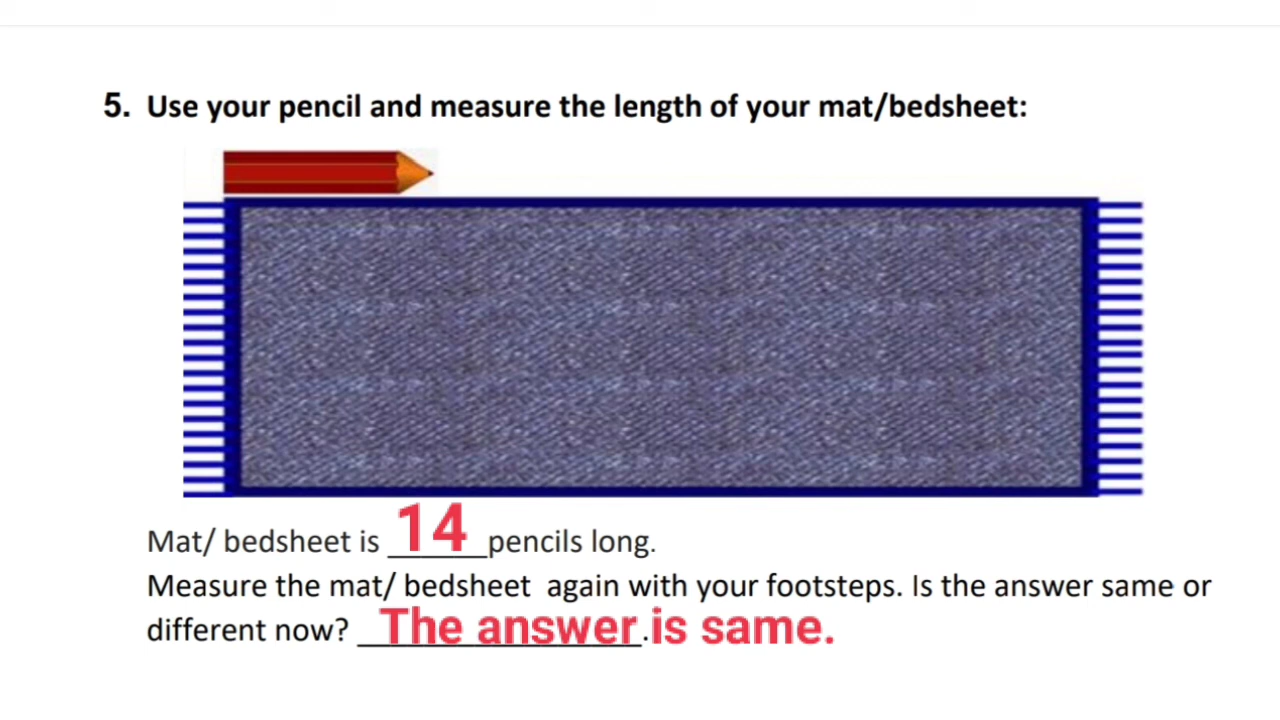 5. Use your pencil and measure the length of your mat/bedsheet:
Mat/ bedsheet is 14 pencils long.
Measure the mat/ bedsheet again with your footsteps. Is the answer same or
different now? The answer.is same.